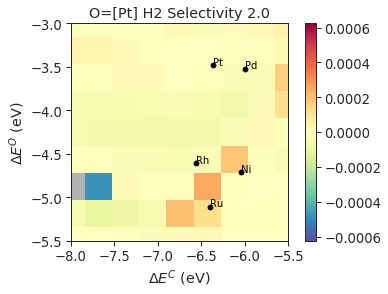 O=[Pt] H2 Selectivity 2.0
−3.0
−3.5
−4.0
−4.5
−5.0
−5.5
ΔE^O (eV)
Pt
Pd
Rh
Ni
Ru
−8.0 −7.5 −7.0 −6.5 −6.0 −5.5
ΔE^C (eV)
0.0006
0.0004
0.0002
0.0000
−0.0002
−0.0004
−0.0006